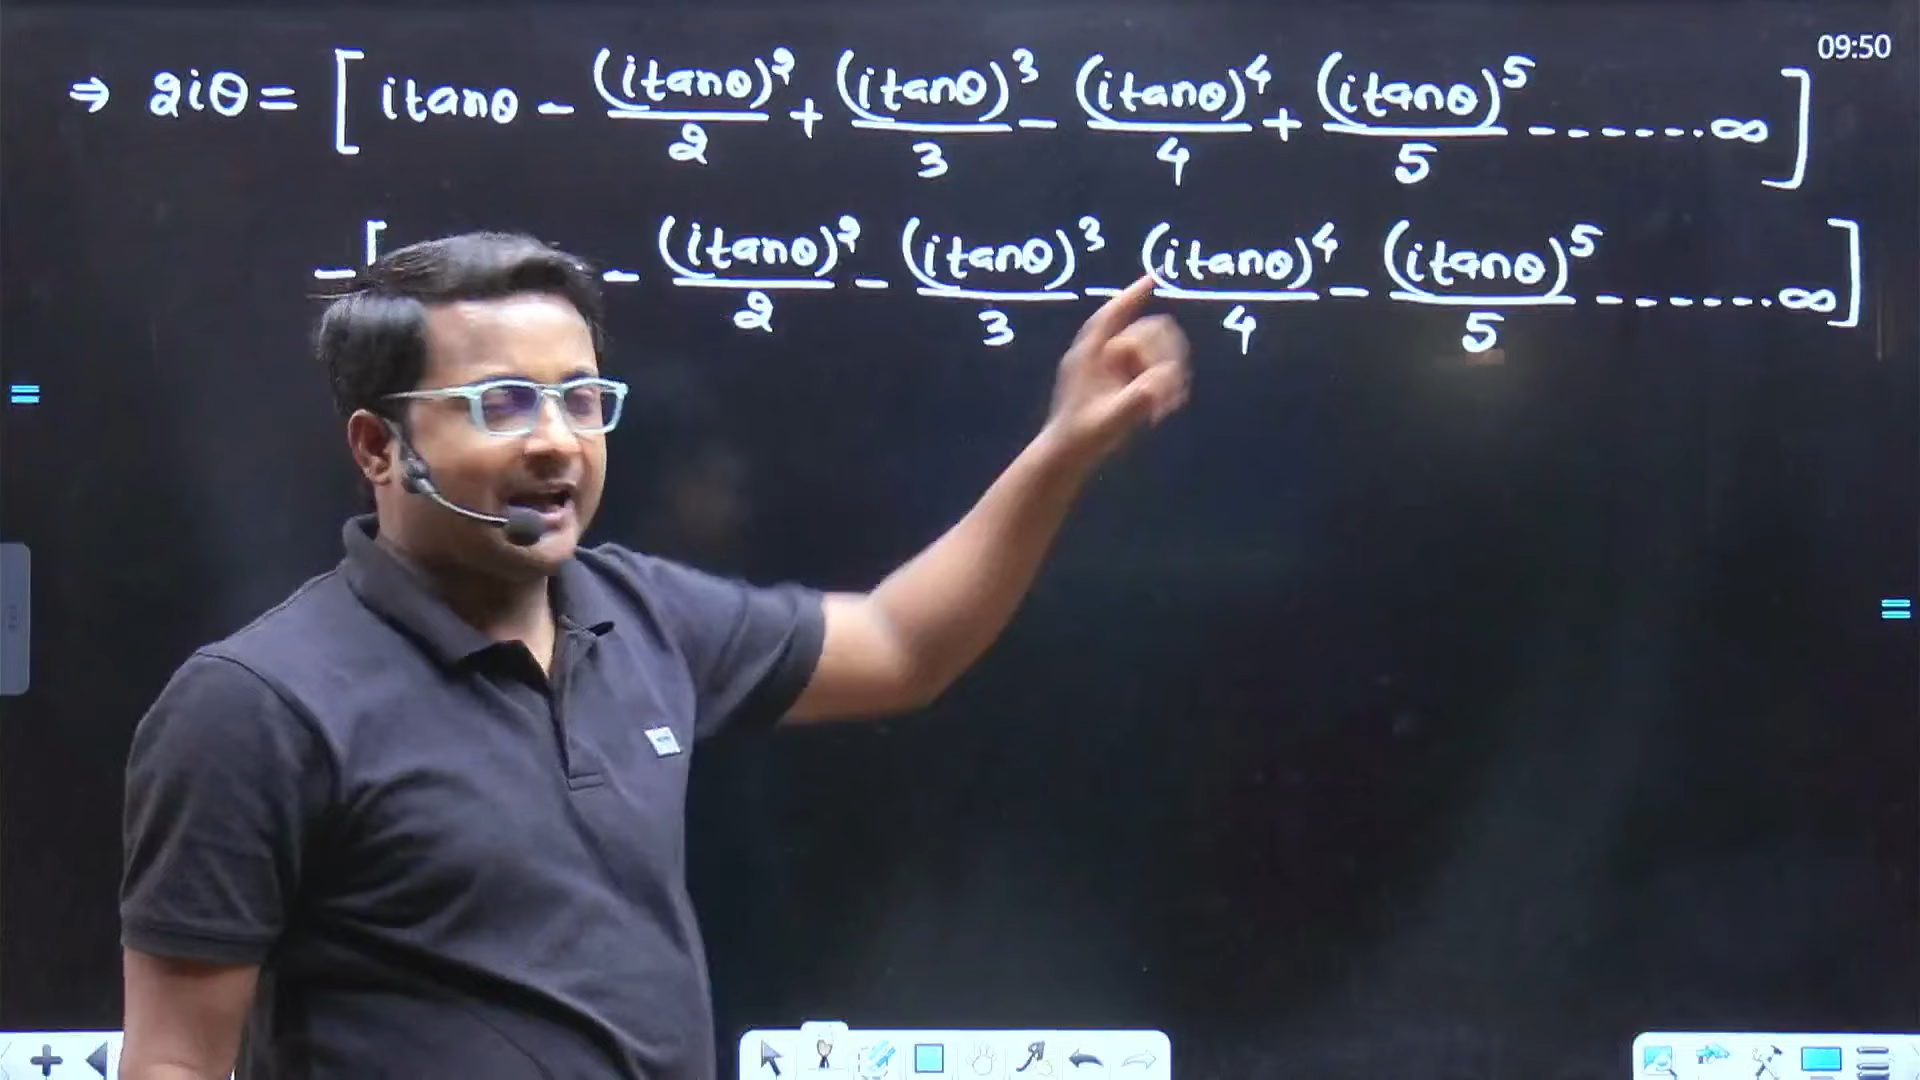 09:50
⇒ 2iθ = [ itanθ - (itanθ)²/2 + (itanθ)³/3 - (itanθ)⁴/4 + (itanθ)⁵/5 ------- ∞ ]
-[ - (itanθ)²/2 - (itanθ)³/3 - (itanθ)⁴/4 - (itanθ)⁵/5 ------- ∞ ]